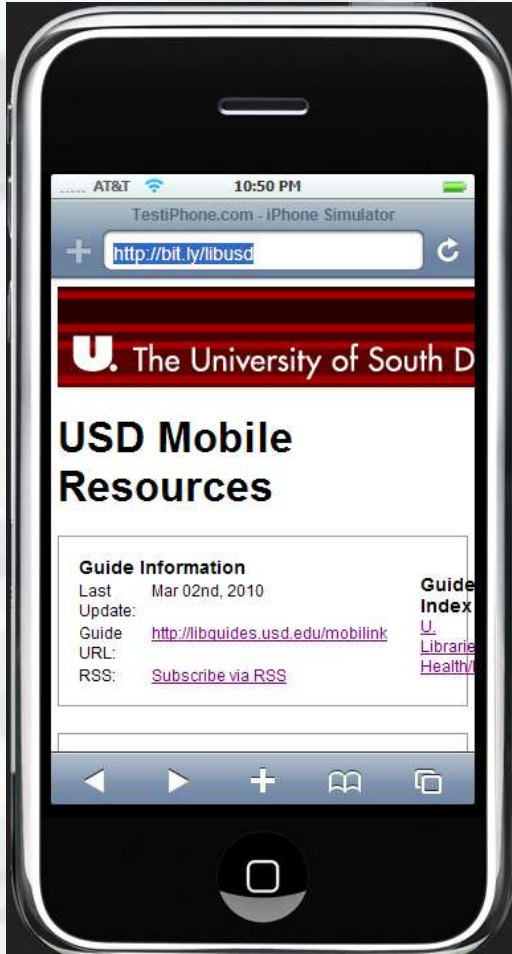 AT&T 10:50 PM
TestiPhone.com - iPhone Simulator
http://bit.ly/libusd
U. The University of South D
USD Mobile
Resources
Guide Information
Last Update: Mar 02nd, 2010
Guide URL: http://libguides.usd.edu/mobilink
RSS: Subscribe via RSS
Guide
Index
U.
Librarie
Health/